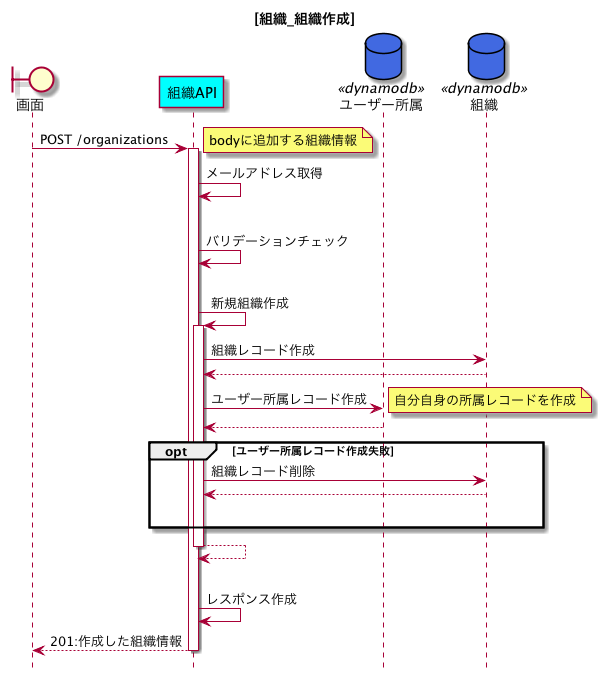 [組織_組織作成]
画面
組織API
«dynamodb»
ユーザー所属
«dynamodb»
組織
POST /organizations
bodyに追加する組織情報
メールアドレス取得
バリデーションチェック
新規組織作成
組織レコード作成
ユーザー所属レコード作成
自分自身の所属レコードを作成
opt
[ユーザー所属レコード作成失敗]
組織レコード削除
レスポンス作成
201:作成した組織情報